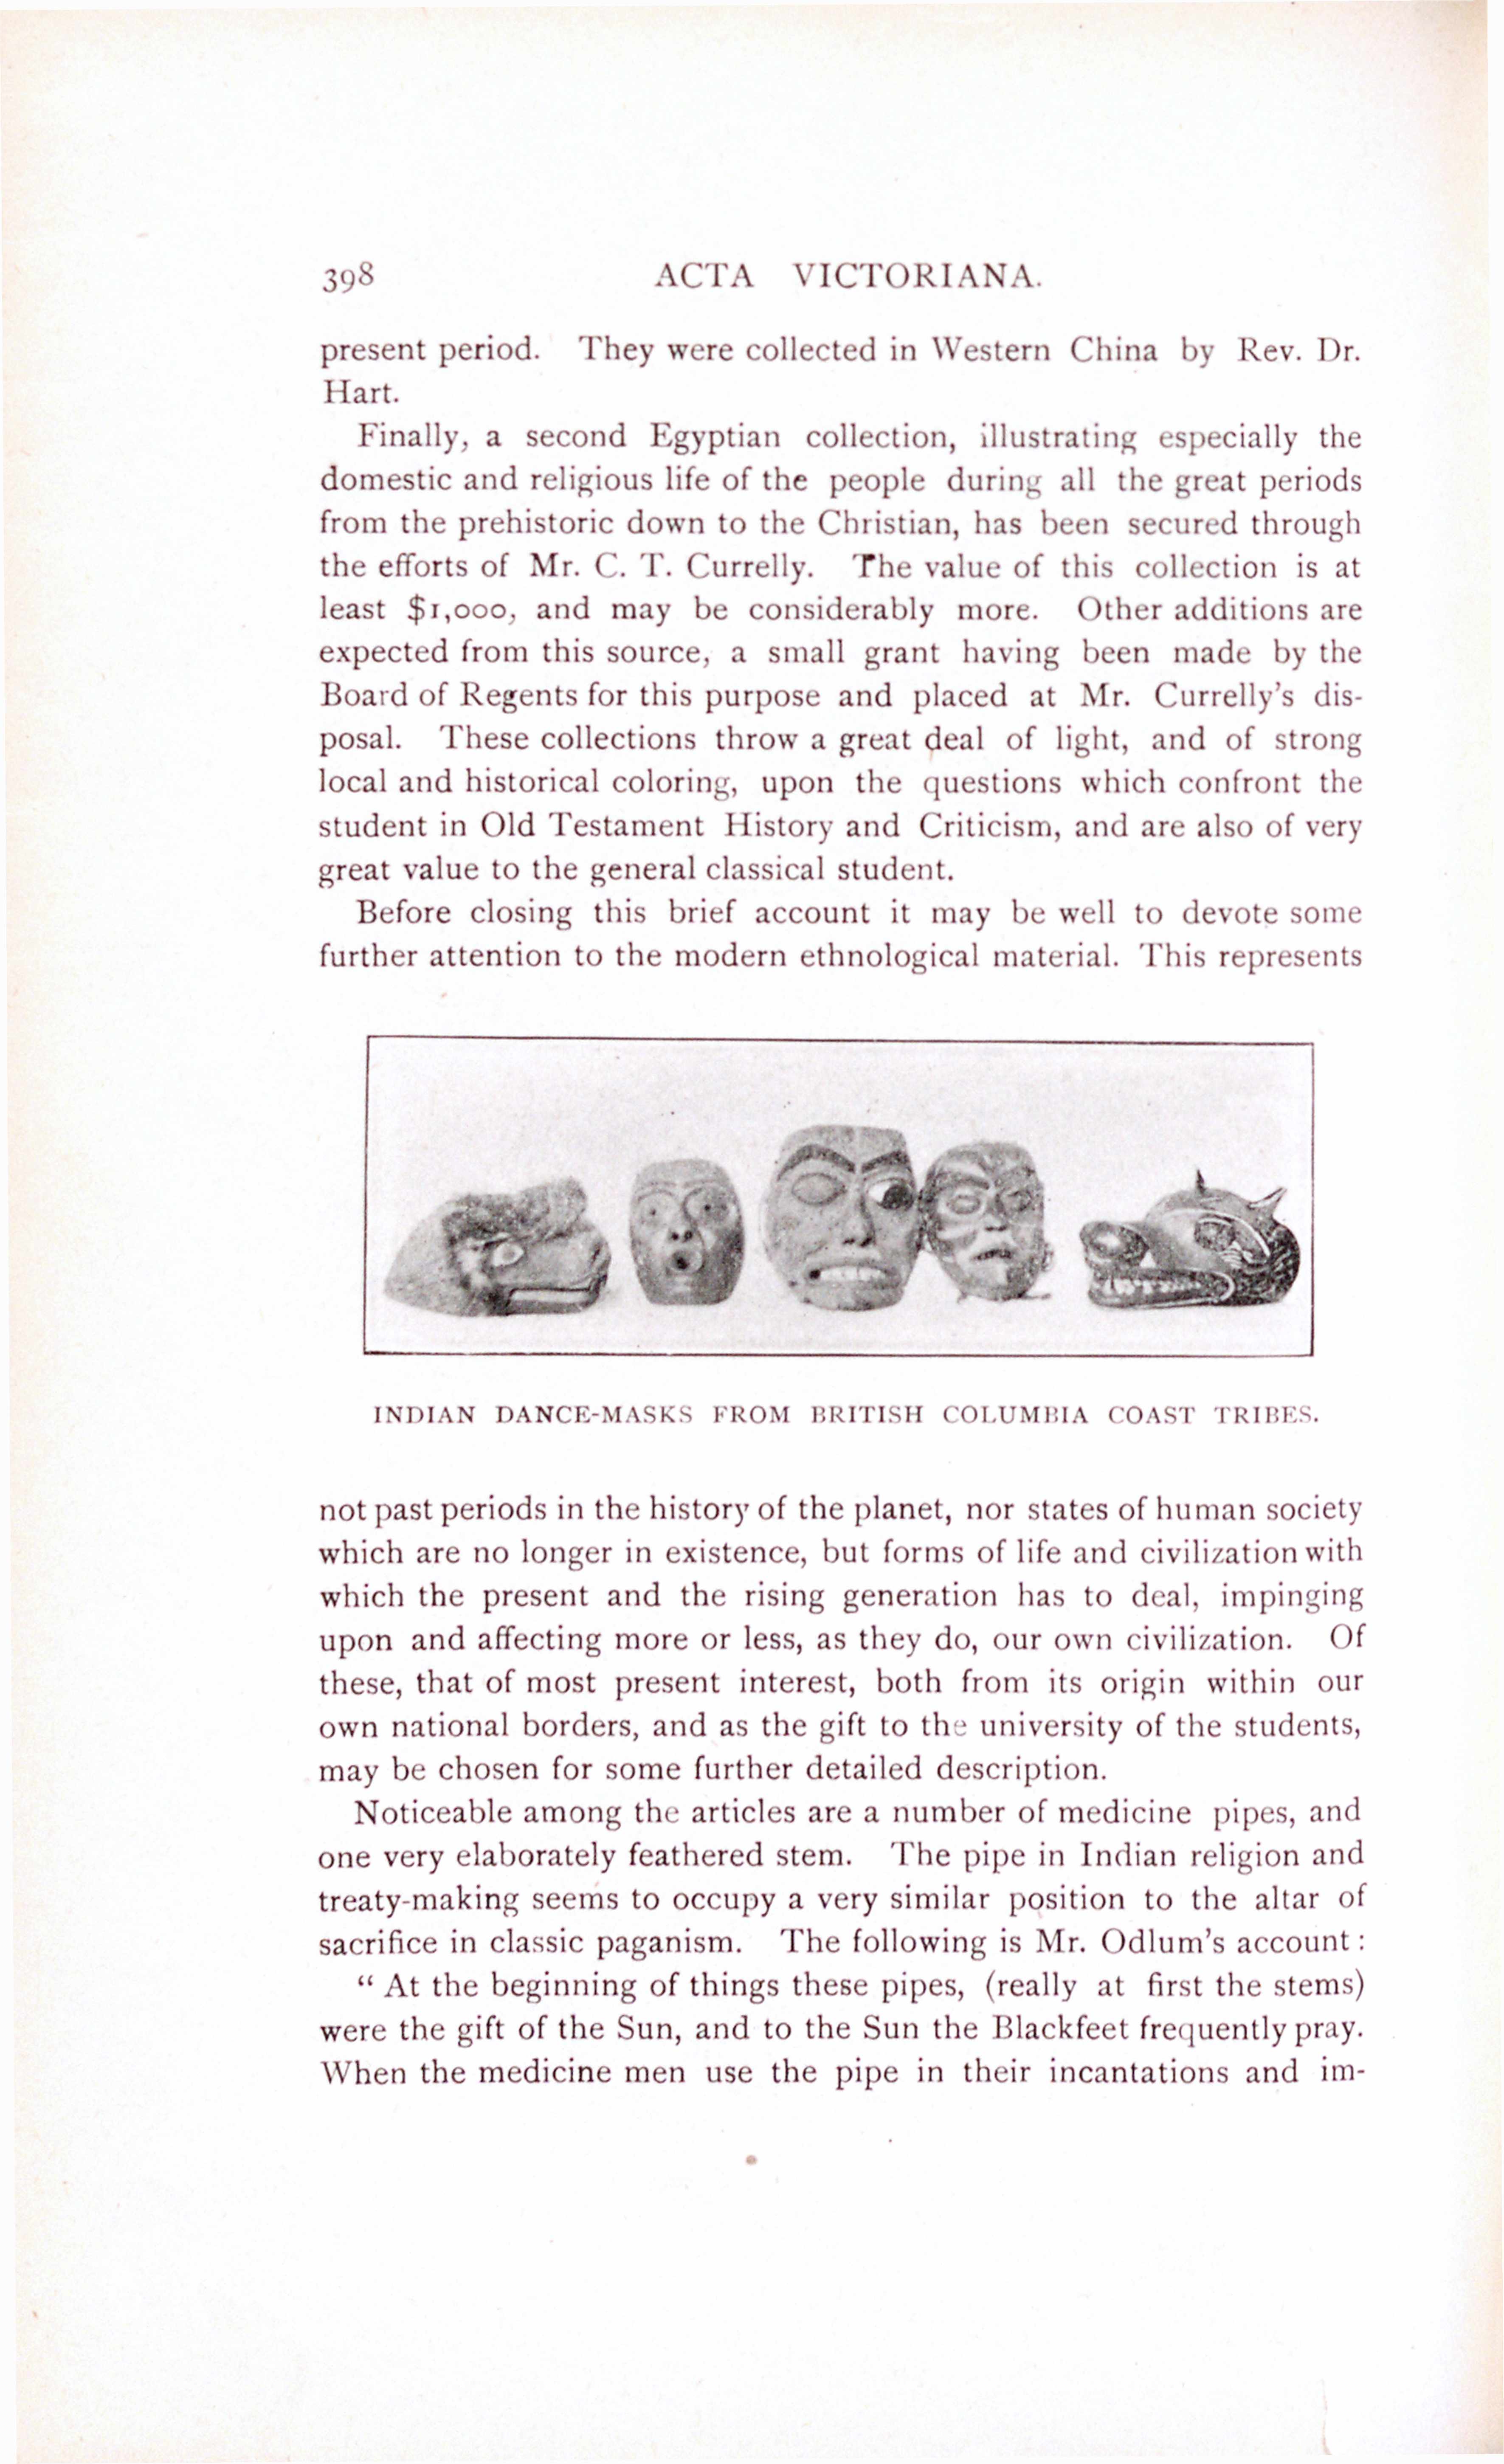 398 ACTA VICTORIANA.
present period. They were collected in Western China by Rev. Dr.
Hart.
Finally, a second Egyptian collection, illustrating especially the
domestic and religious life of the people during all the great periods
from the prehistoric down to the Christian, has been secured through
the efforts of Mr. C. T. Currelly. The value of this collection is at
least $1,000, and may be considerably more. Other additions are
expected from this source, a small grant having been made by the
Board of Regents for this purpose and placed at Mr. Currelly's dis-
posal. These collections throw a great deal of light, and of strong
local and historical coloring, upon the questions which confront the
student in Old Testament History and Criticism, and are also of very
great value to the general classical student.
Before closing this brief account it may be well to devote some
further attention to the modern ethnological material. This represents
INDIAN DANCE-MASKS FROM BRITISH COLUMBIA COAST TRIBES.
not past periods in the history of the planet, nor states of human society
which are no longer in existence, but forms of life and civilization with
which the present and the rising generation has to deal, impinging
upon and affecting more or less, as they do, our own civilization. Of
these, that of most present interest, both from its origin within our
own national borders, and as the gift to the university of the students,
may be chosen for some further detailed description.
Noticeable among the articles are a number of medicine pipes, and
one very elaborately feathered stem. The pipe in Indian religion and
treaty-making seems to occupy a very similar position to the altar of
sacrifice in classic paganism. The following is Mr. Odlum's account :
" At the beginning of things these pipes, (really at first the stems)
were the gift of the Sun, and to the Sun the Blackfeet frequently pray.
When the medicine men use the pipe in their incantations and im-